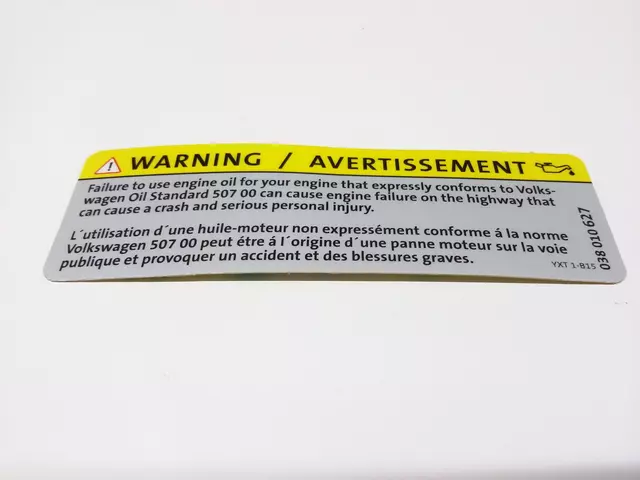 WARNING / AVERTISSEMENT
Failure to use engine oil for your engine that expressly conforms to Volks-
wagen Oil Standard 507 00 can cause engine failure on the highway that
can cause a crash and serious personal injury.
L´utilisation d´une huile-moteur non expressément conforme á la norme
Volkswagen 507 00 peut étre á l´origine d´une panne moteur sur la voie
publique et provoquer un accident et des blessures graves.
YXT 1-B15
038 010 627